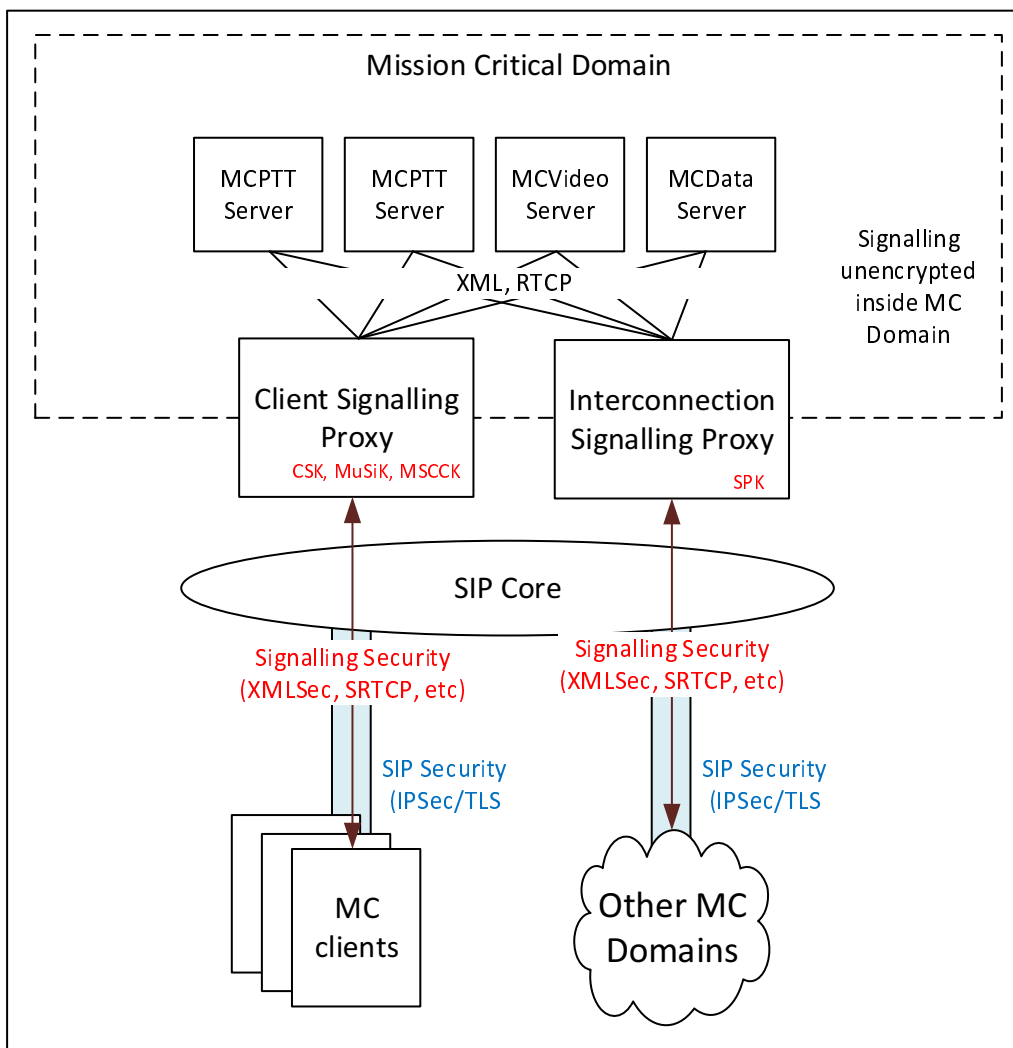 Mission Critical Domain
MCPTT
Server
MCPTT
Server
MCVideo
Server
MCData
Server
Signalling
unencrypted
inside MC
Domain
XML, RTCP
Client Signalling
Proxy
CSK, MuSiK, MSCCK
Interconnection
Signalling Proxy
SPK
SIP Core
Signalling Security
(XMLSec, SRTCP, etc)
Signalling Security
(XMLSec, SRTCP, etc)
SIP Security
(IPSec/TLS
SIP Security
(IPSec/TLS
MC
clients
Other MC
Domains